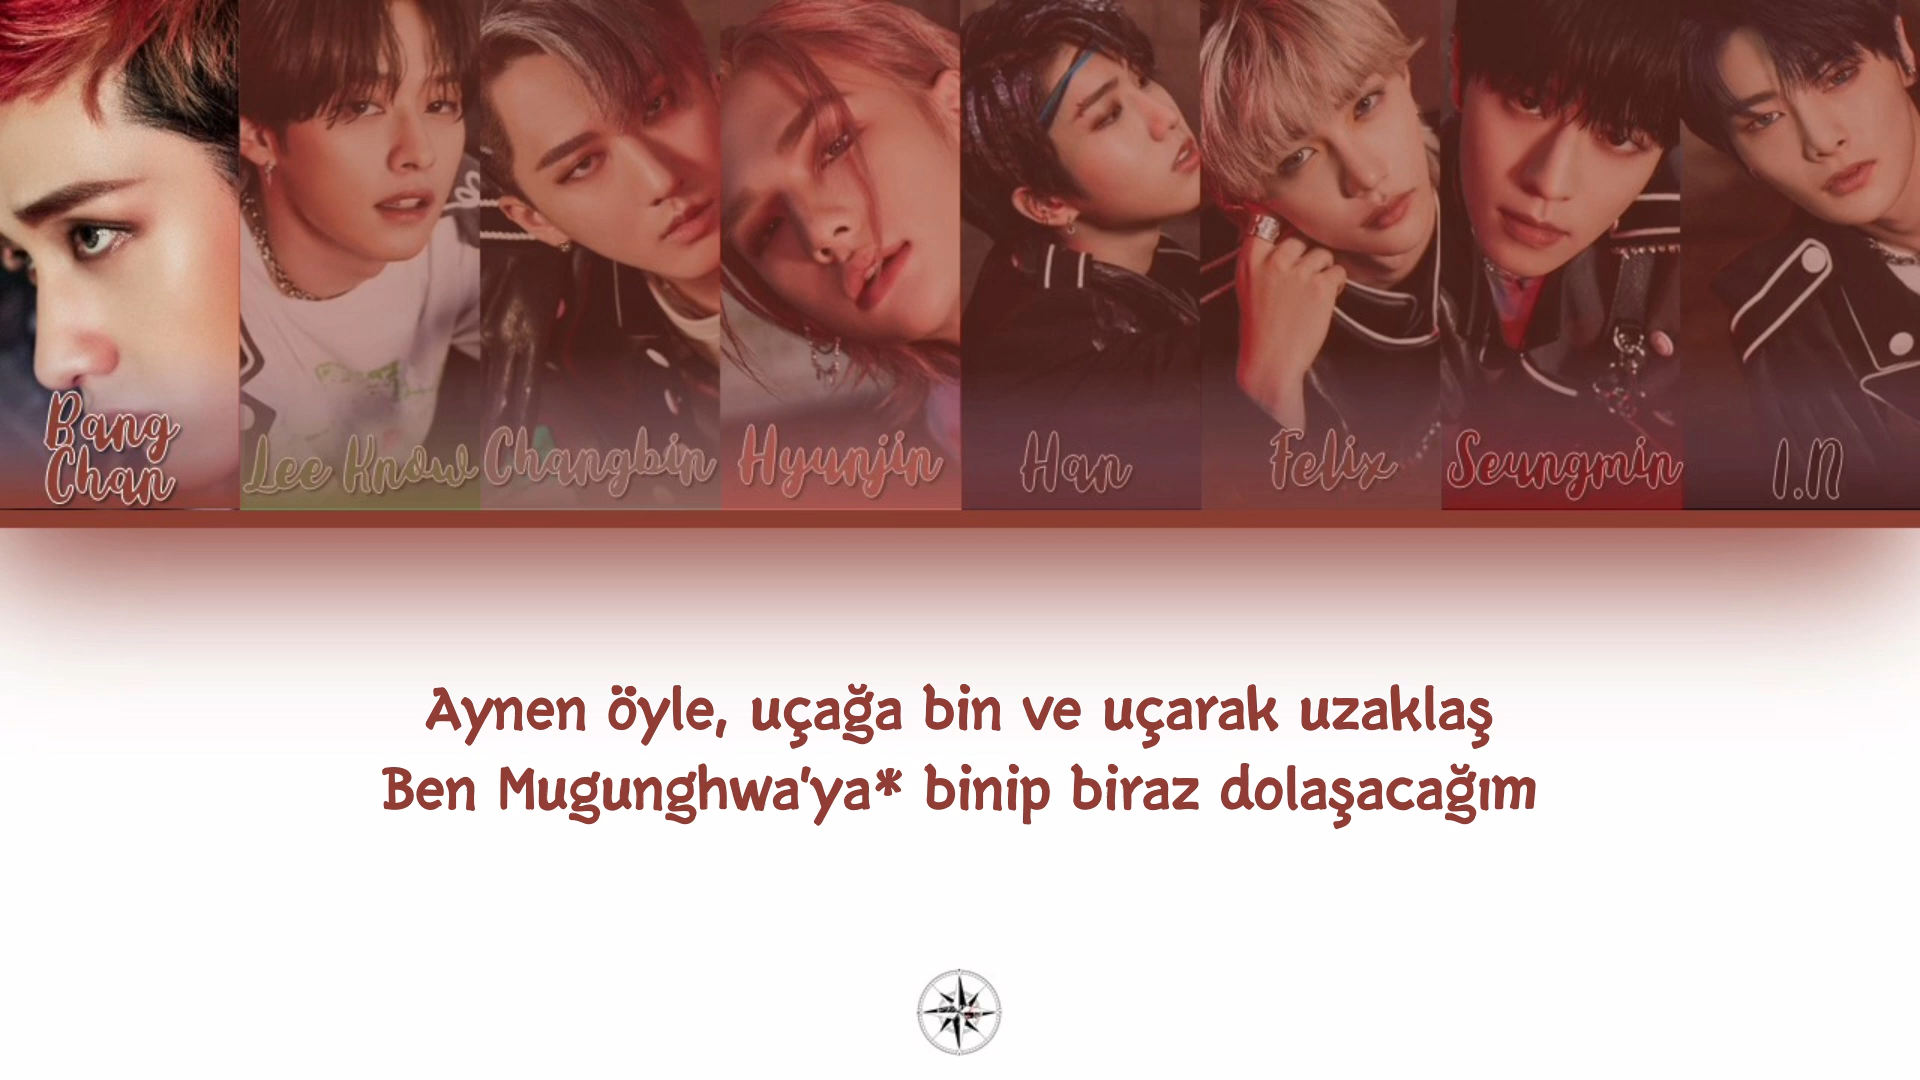 Bang
Chan
Lee Know
Changbin
Hyunjin
Han
Felix
Seungmin
I.N
Aynen öyle, uçağa bin ve uçarak uzaklaş
Ben Mugunghwa'ya* binip biraz dolaşacağım